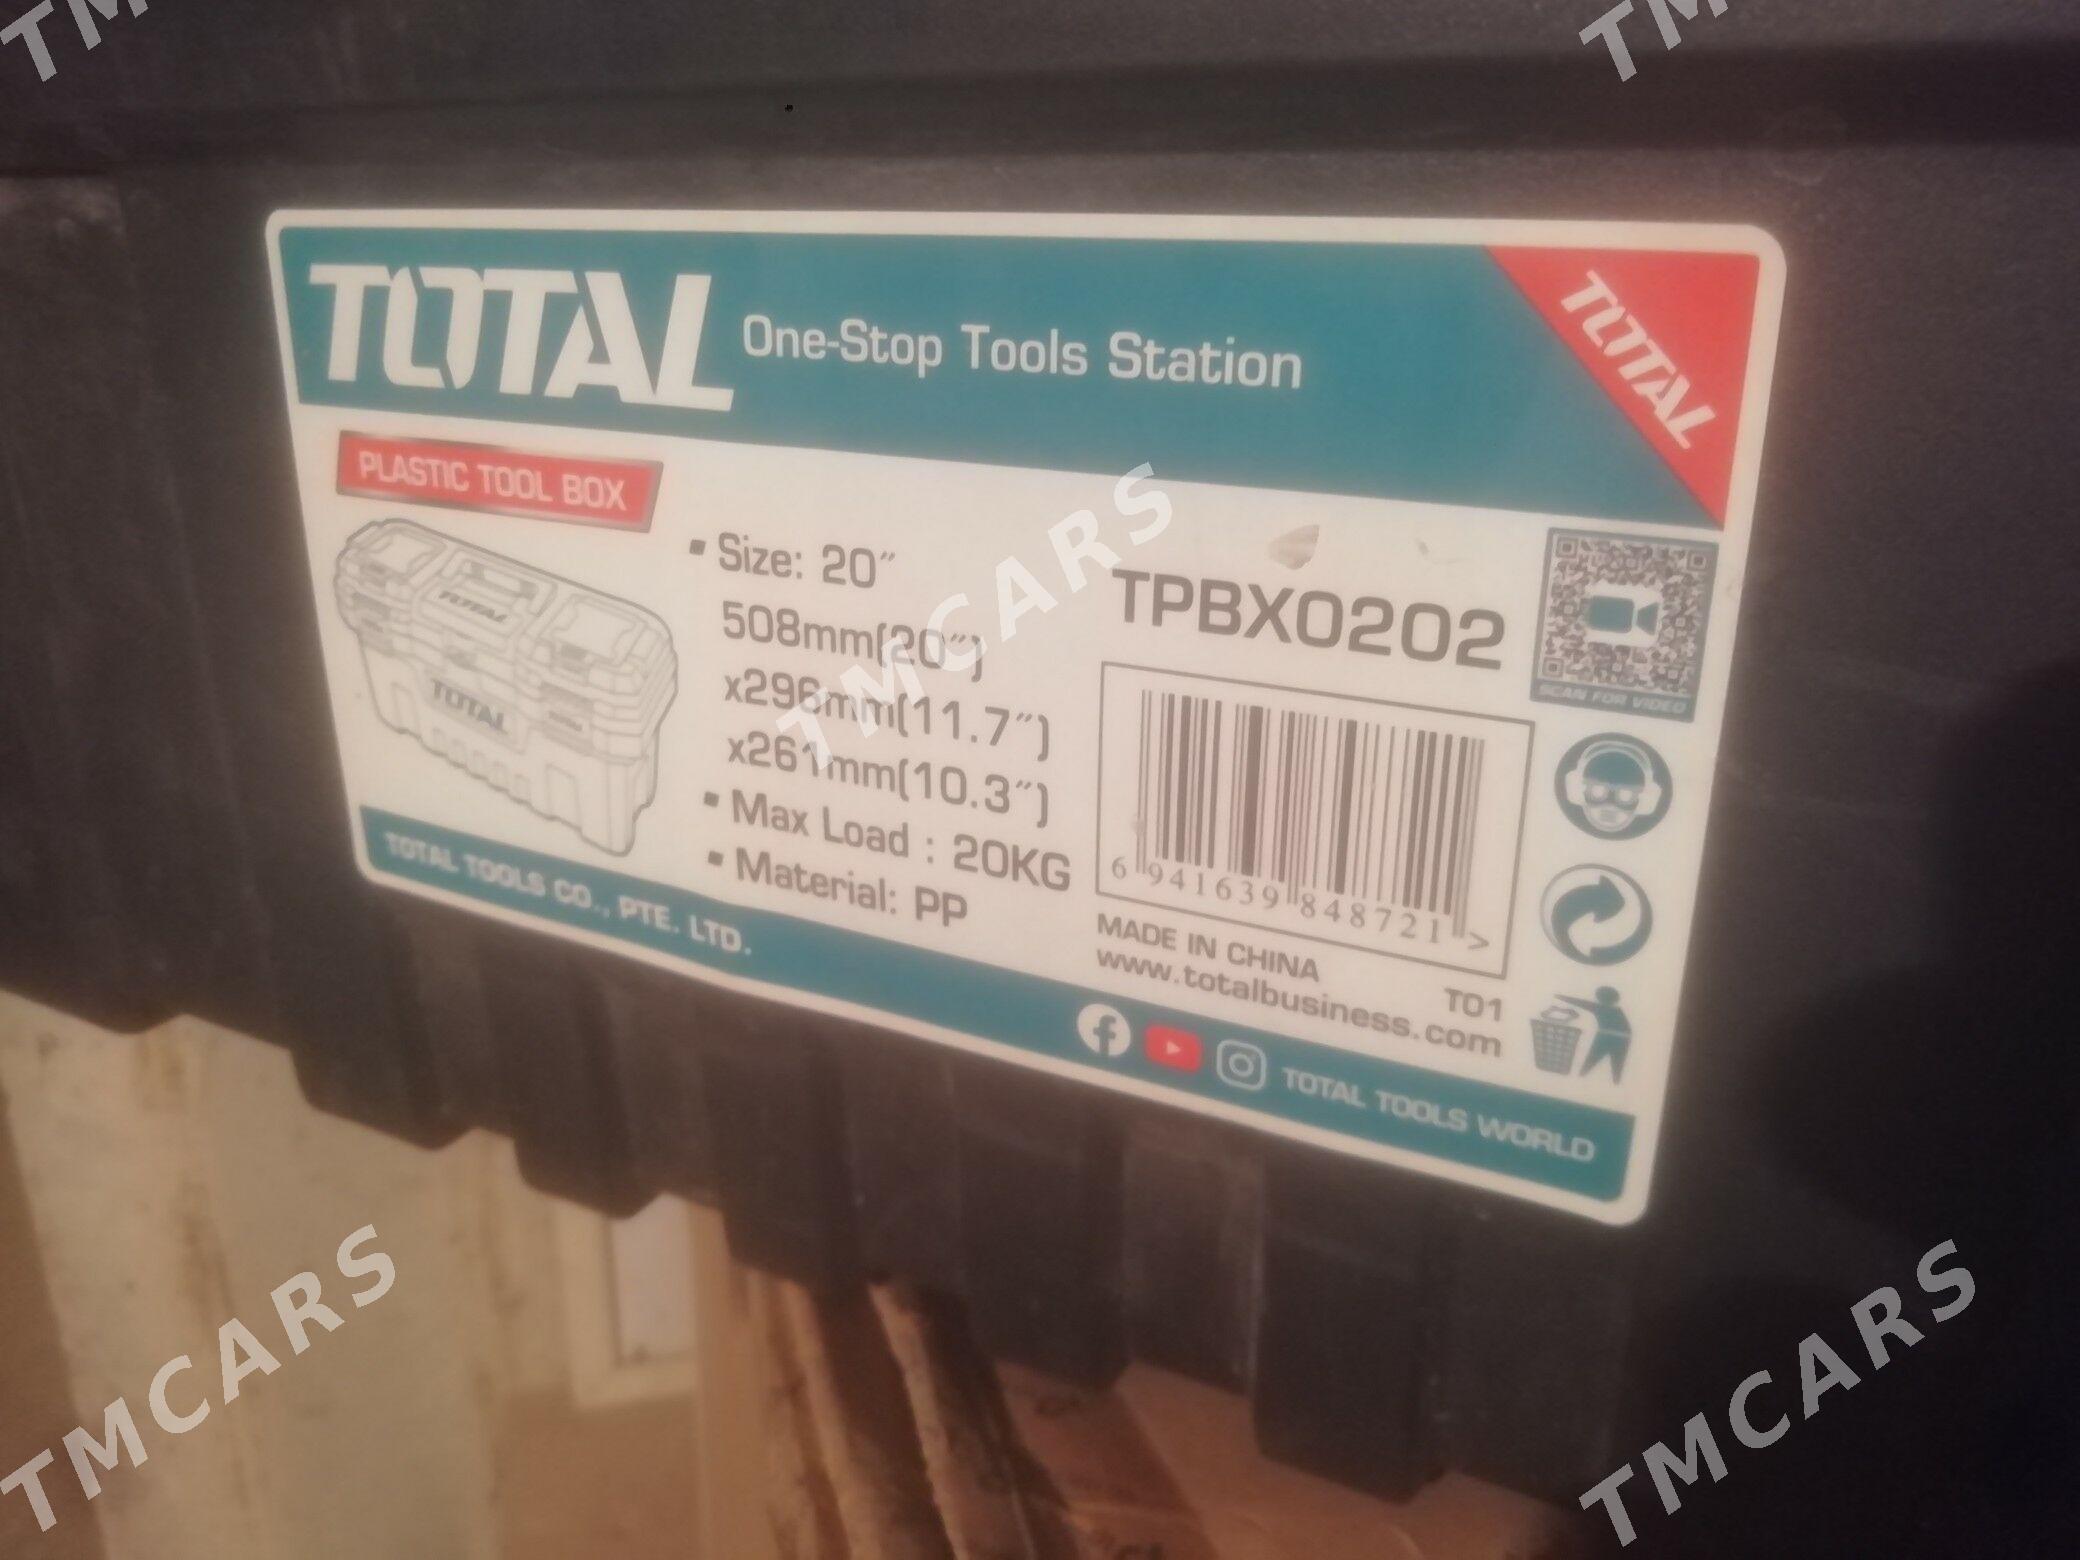 TOTAL One-Stop Tools Station
TOTAL
PLASTIC TOOL BOX
TOTAL
TOTAL
▪ Size: 20"
508mm(20")
x296mm(11.7")
x261mm(10.3")
▪ Max Load : 20KG
▪ Material: PP
TPBX0202
SCAN FOR VIDEO
6 941639 848721 >
MADE IN CHINA
T01
www.totalbusiness.com
TOTAL TOOLS CO., PTE. LTD.
TOTAL TOOLS WORLD
TMCARS
TMCARS
TMCARS